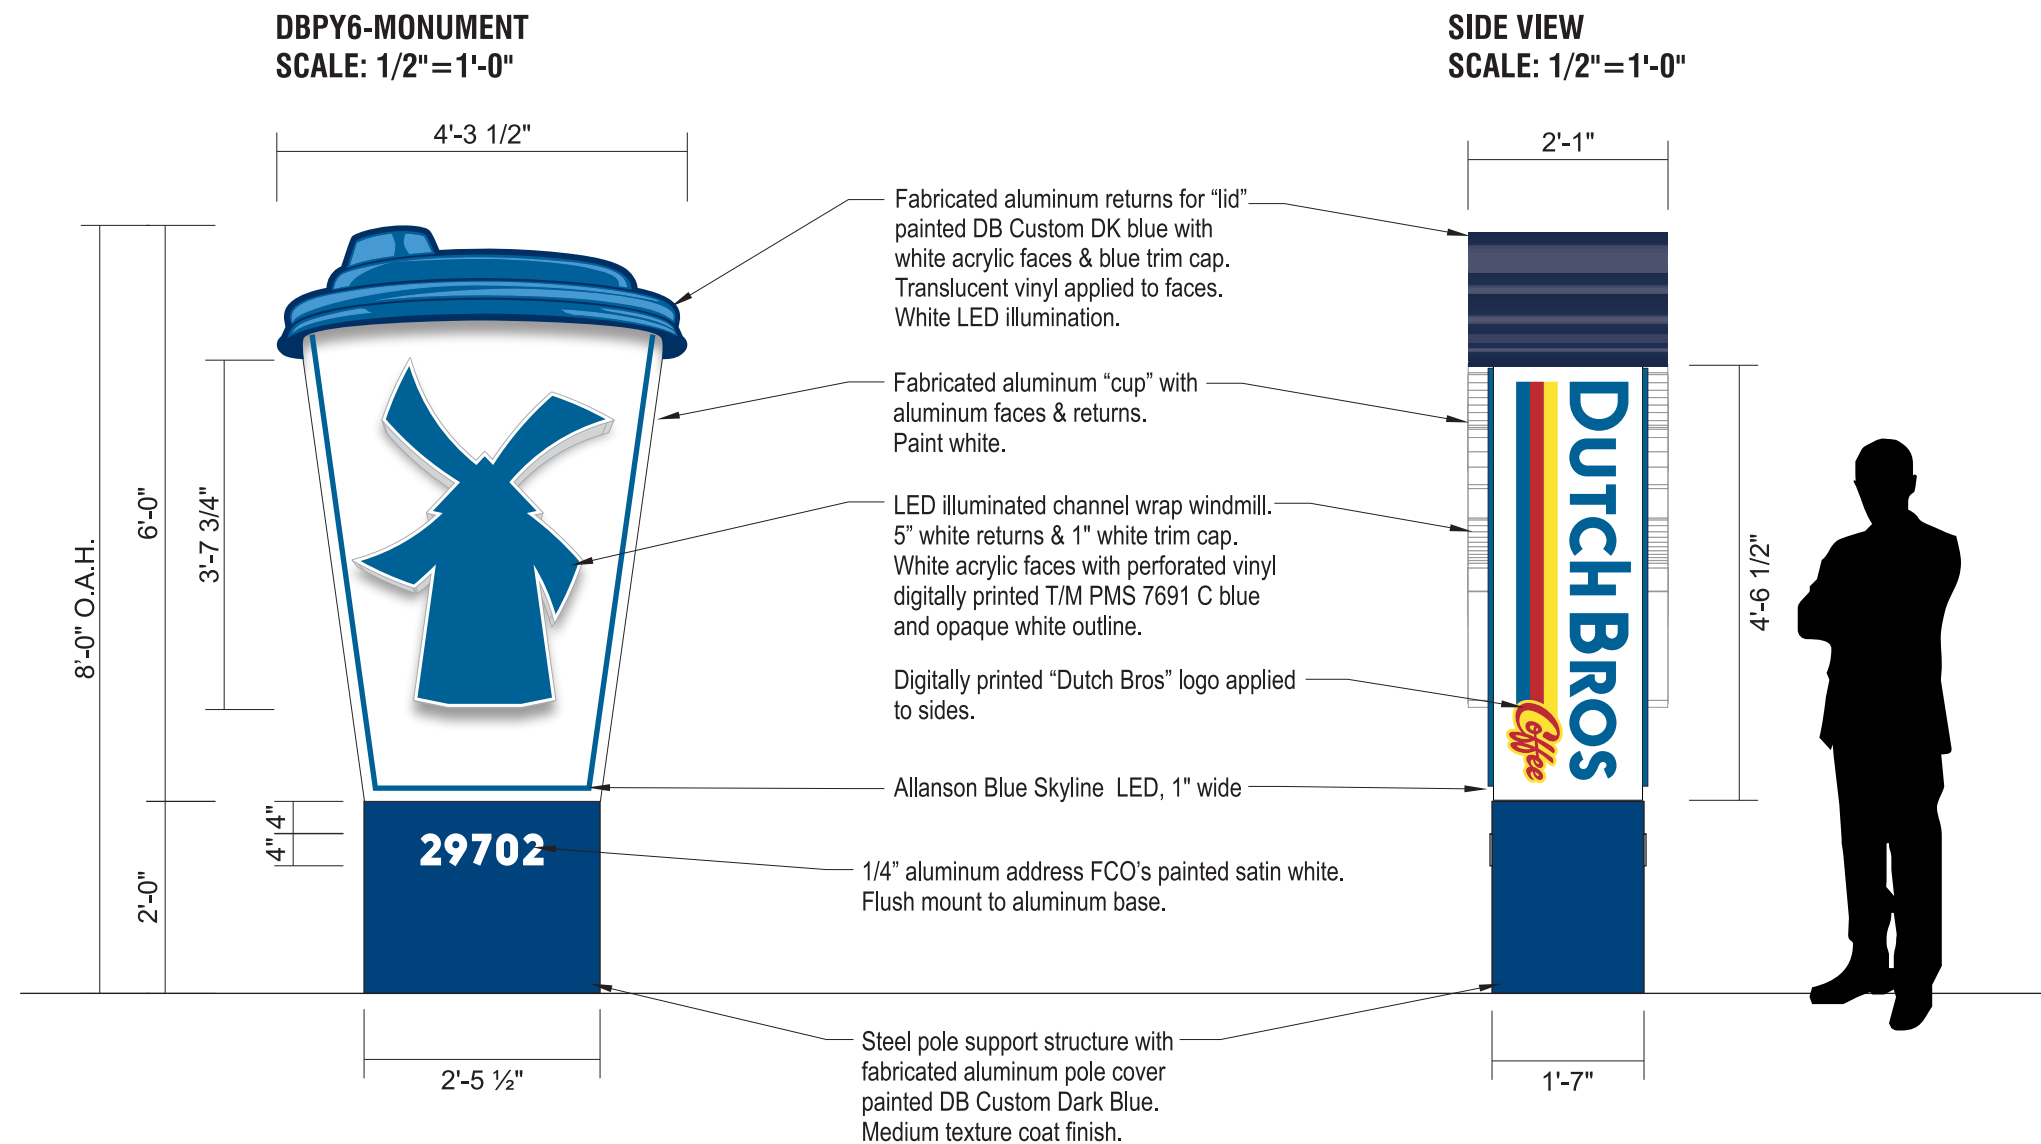 DBPY6-MONUMENT
SCALE: 1/2"=1'-0"
SIDE VIEW
SCALE: 1/2"=1'-0"
4'-3 1/2"
2'-1"
8'-0" O.A.H.
6'-0"
3'-7 3/4"
4"
4"
2'-0"
29702
2'-5 ½"
Fabricated aluminum returns for “lid”
painted DB Custom DK blue with
white acrylic faces & blue trim cap.
Translucent vinyl applied to faces.
White LED illumination.
Fabricated aluminum “cup” with
aluminum faces & returns.
Paint white.
LED illuminated channel wrap windmill.
5” white returns & 1" white trim cap.
White acrylic faces with perforated vinyl
digitally printed T/M PMS 7691 C blue
and opaque white outline.
Digitally printed “Dutch Bros” logo applied
to sides.
Allanson Blue Skyline LED, 1" wide
1/4” aluminum address FCO’s painted satin white.
Flush mount to aluminum base.
Steel pole support structure with
fabricated aluminum pole cover
painted DB Custom Dark Blue.
Medium texture coat finish.
DUTCH BROS
Coffee
4'-6 1/2"
1'-7"